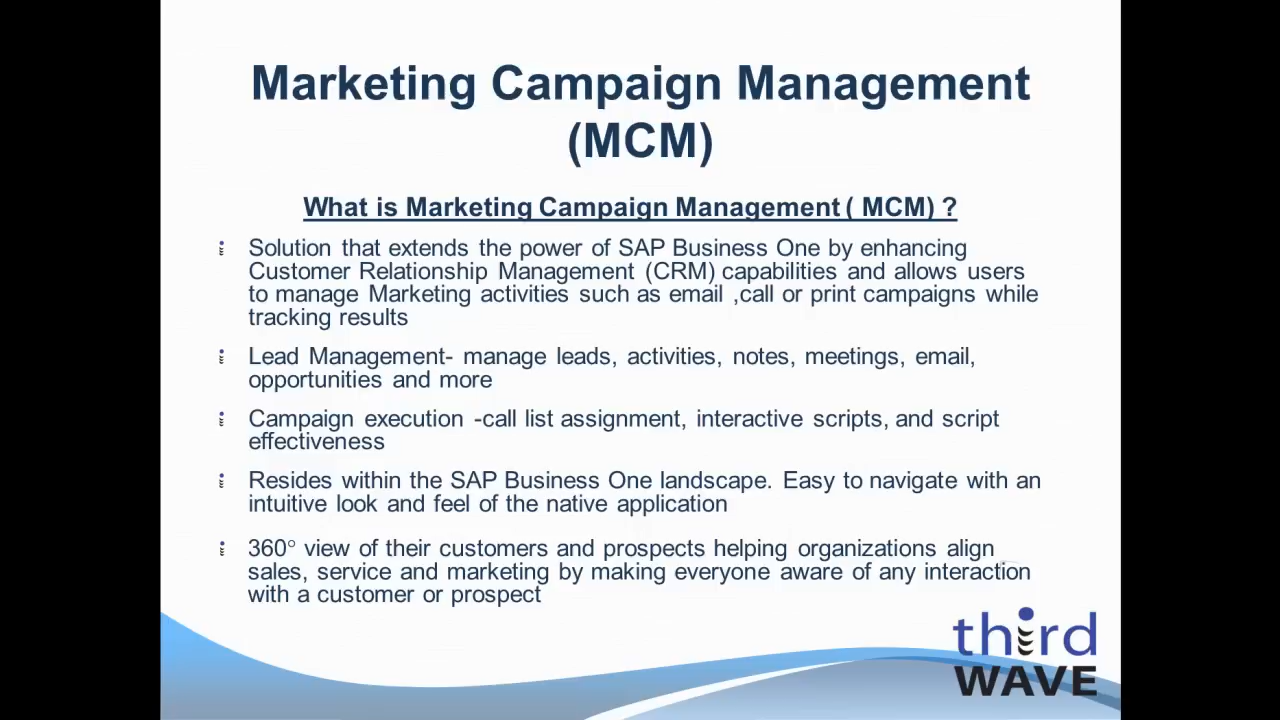 Marketing Campaign Management
(MCM)
What is Marketing Campaign Management ( MCM) ?
Solution that extends the power of SAP Business One by enhancing
Customer Relationship Management (CRM) capabilities and allows users
to manage Marketing activities such as email ,call or print campaigns while
tracking results
Lead Management- manage leads, activities, notes, meetings, email,
opportunities and more
Campaign execution -call list assignment, interactive scripts, and script
effectiveness
Resides within the SAP Business One landscape. Easy to navigate with an
intuitive look and feel of the native application
360° view of their customers and prospects helping organizations align
sales, service and marketing by making everyone aware of any interaction
with a customer or prospect
third
WAVE